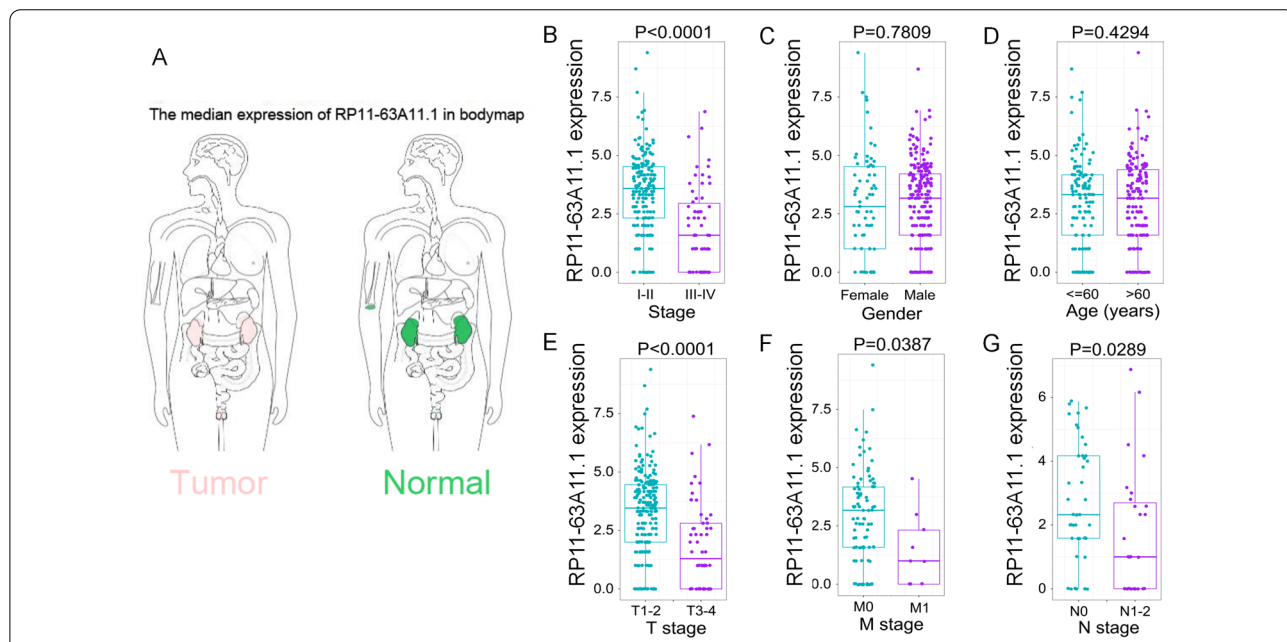 A
The median expression of RP11-63A11.1 in bodymap
Tumor
Normal
B
P<0.0001
RP11-63A11.1 expression
7.5
5.0
2.5
0.0
I-II
III-IV
Stage
C
P=0.7809
RP11-63A11.1 expression
7.5
5.0
2.5
0.0
Female
Male
Gender
D
P=0.4294
RP11-63A11.1 expression
7.5
5.0
2.5
0.0
<=60
>60
Age (years)
E
P<0.0001
RP11-63A11.1 expression
7.5
5.0
2.5
0.0
T1-2
T3-4
T stage
F
P=0.0387
RP11-63A11.1 expression
7.5
5.0
2.5
0.0
M0
M1
M stage
G
P=0.0289
RP11-63A11.1 expression
6
4
2
0
N0
N1-2
N stage